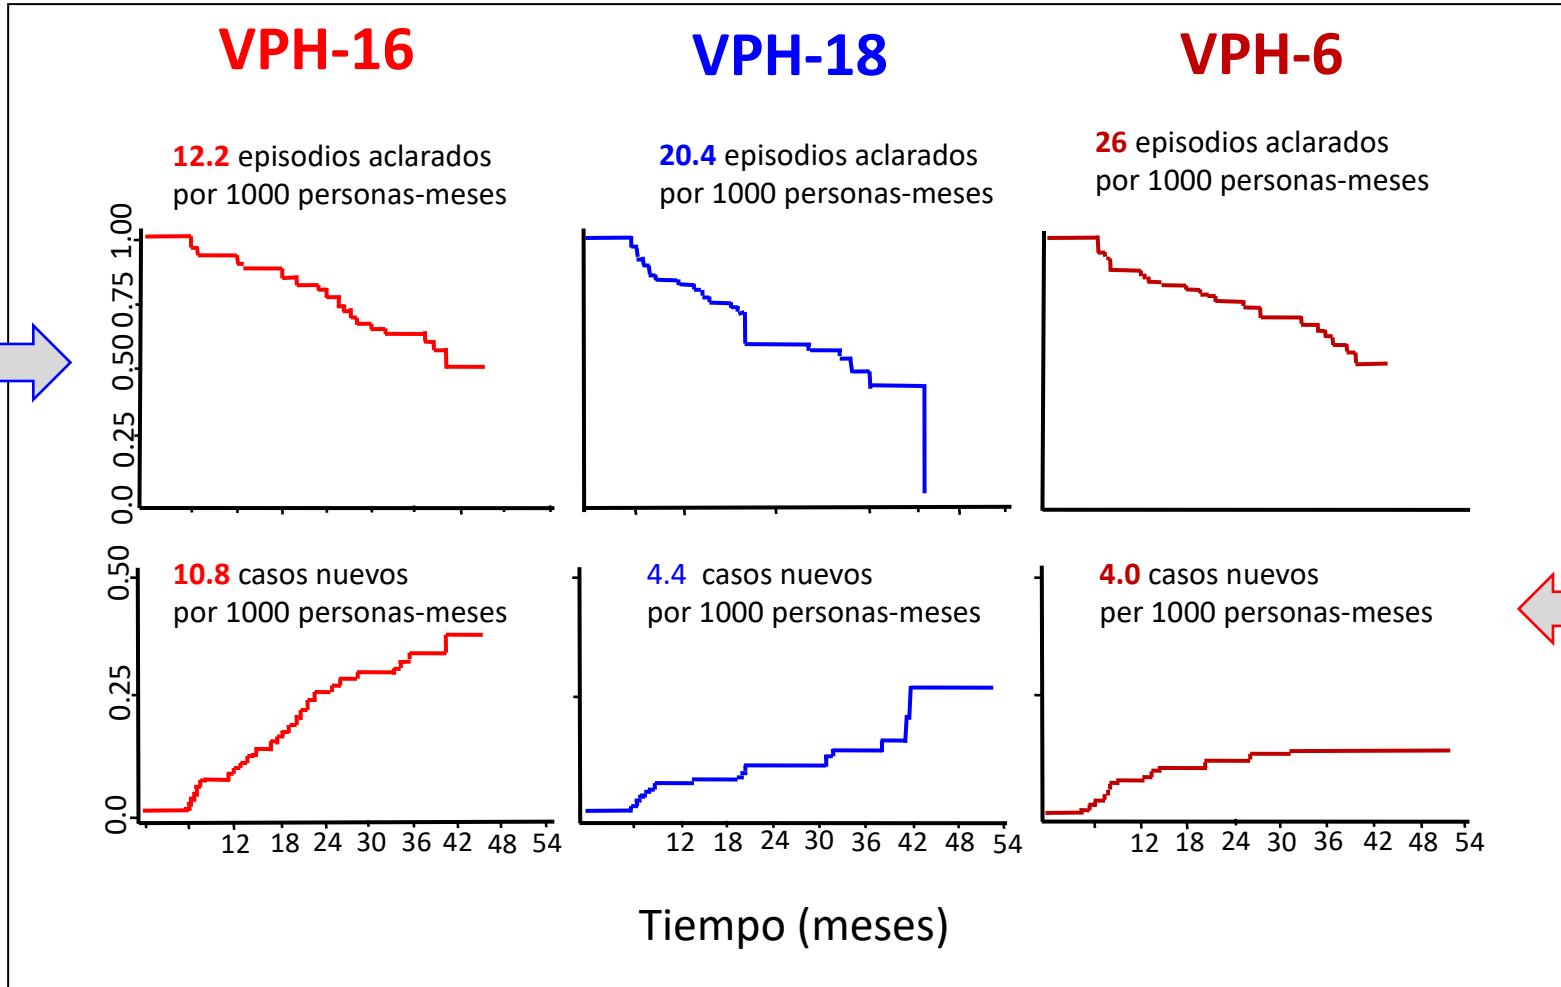 VPH-16
VPH-18
VPH-6
12.2 episodios aclarados
por 1000 personas-meses
20.4 episodios aclarados
por 1000 personas-meses
26 episodios aclarados
por 1000 personas-meses
1.00
0.75
0.50
0.25
0.0
10.8 casos nuevos
por 1000 personas-meses
4.4 casos nuevos
por 1000 personas-meses
4.0 casos nuevos
per 1000 personas-meses
0.50
0.25
0.0
12 18 24 30 36 42 48 54
12 18 24 30 36 42 48 54
12 18 24 30 36 42 48 54
Tiempo (meses)